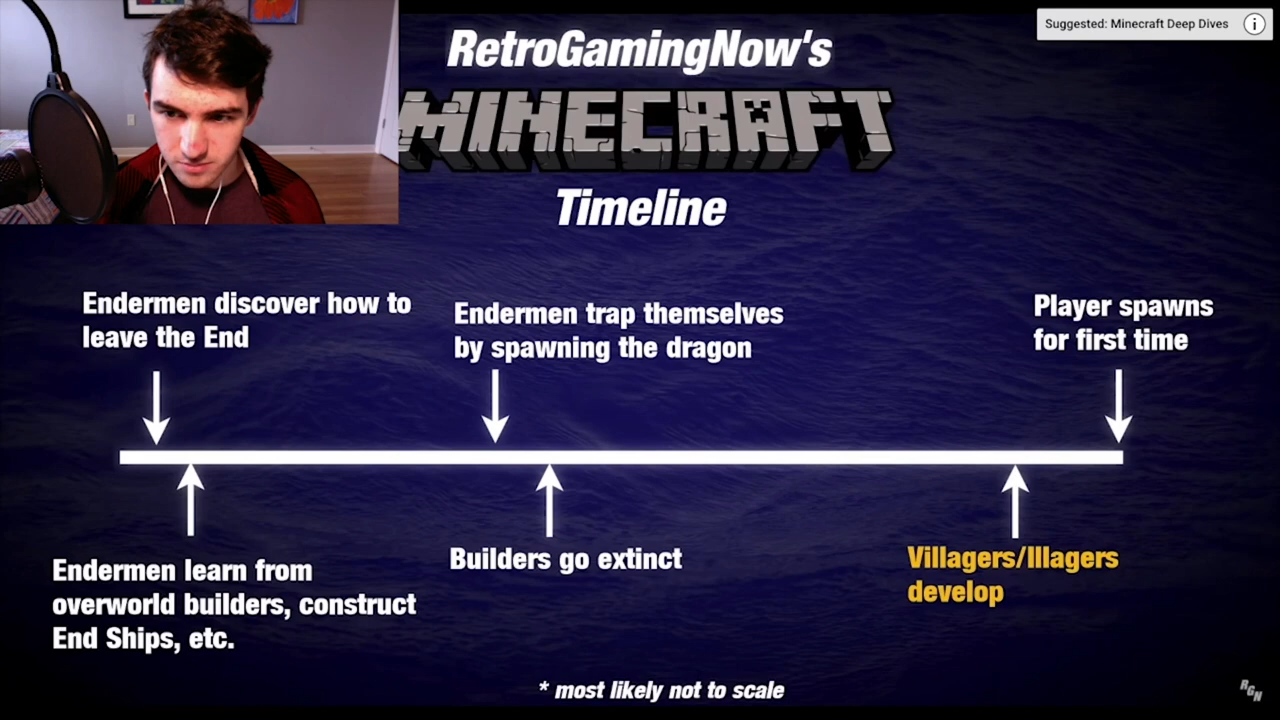 Suggested: Minecraft Deep Dives
RetroGamingNow's
MINECRAFT
Timeline
Endermen discover how to
leave the End
Endermen trap themselves
by spawning the dragon
Player spawns
for first time
Endermen learn from
overworld builders, construct
End Ships, etc.
Builders go extinct
Villagers/Illagers
develop
* most likely not to scale
RGN